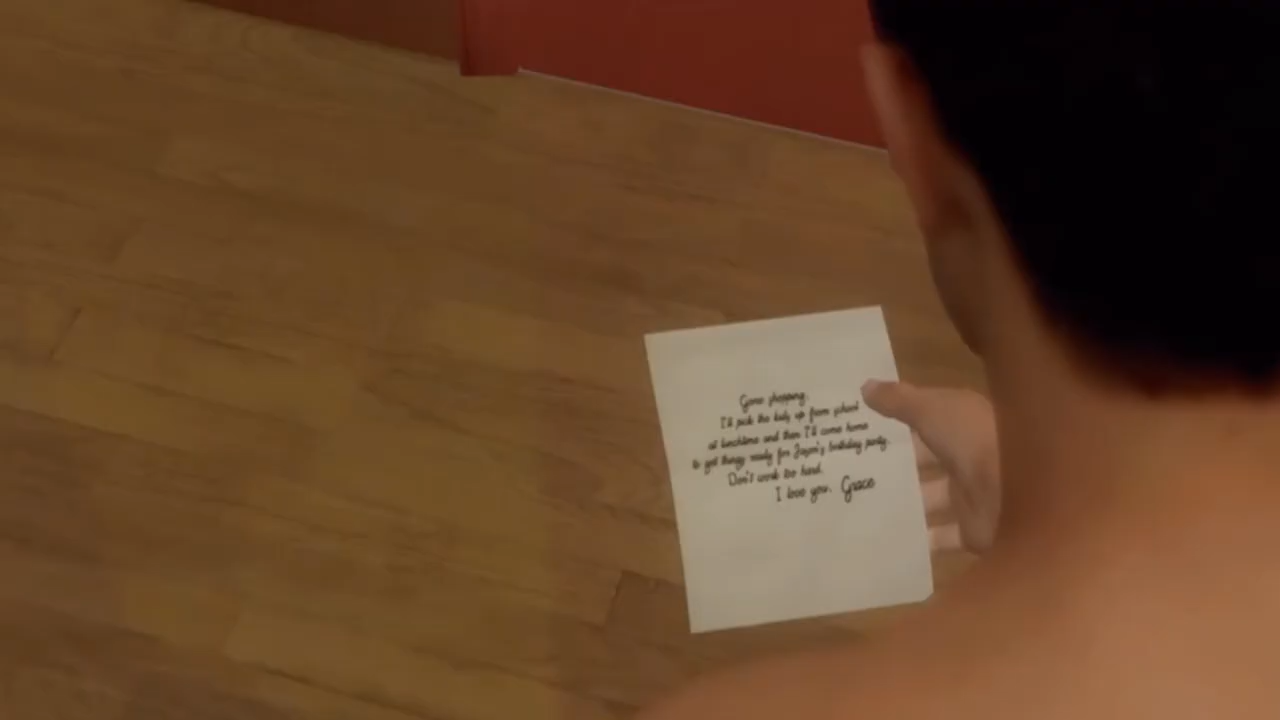 Gone shopping.
I'll pick the kids up from school
at lunchtime and then I'll come home
to get things ready for Jason's birthday party.
Don't work too hard.
I love you. Grace